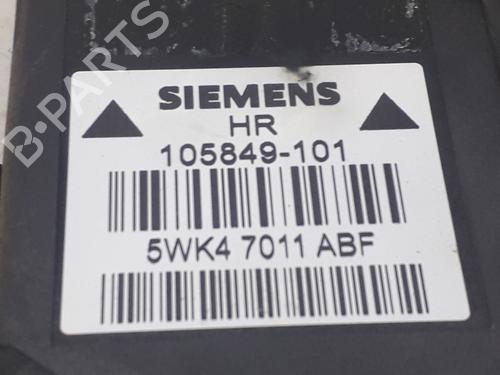 SIEMENS
HR
105849-101
5WK4 7011 ABF
B-PARTS